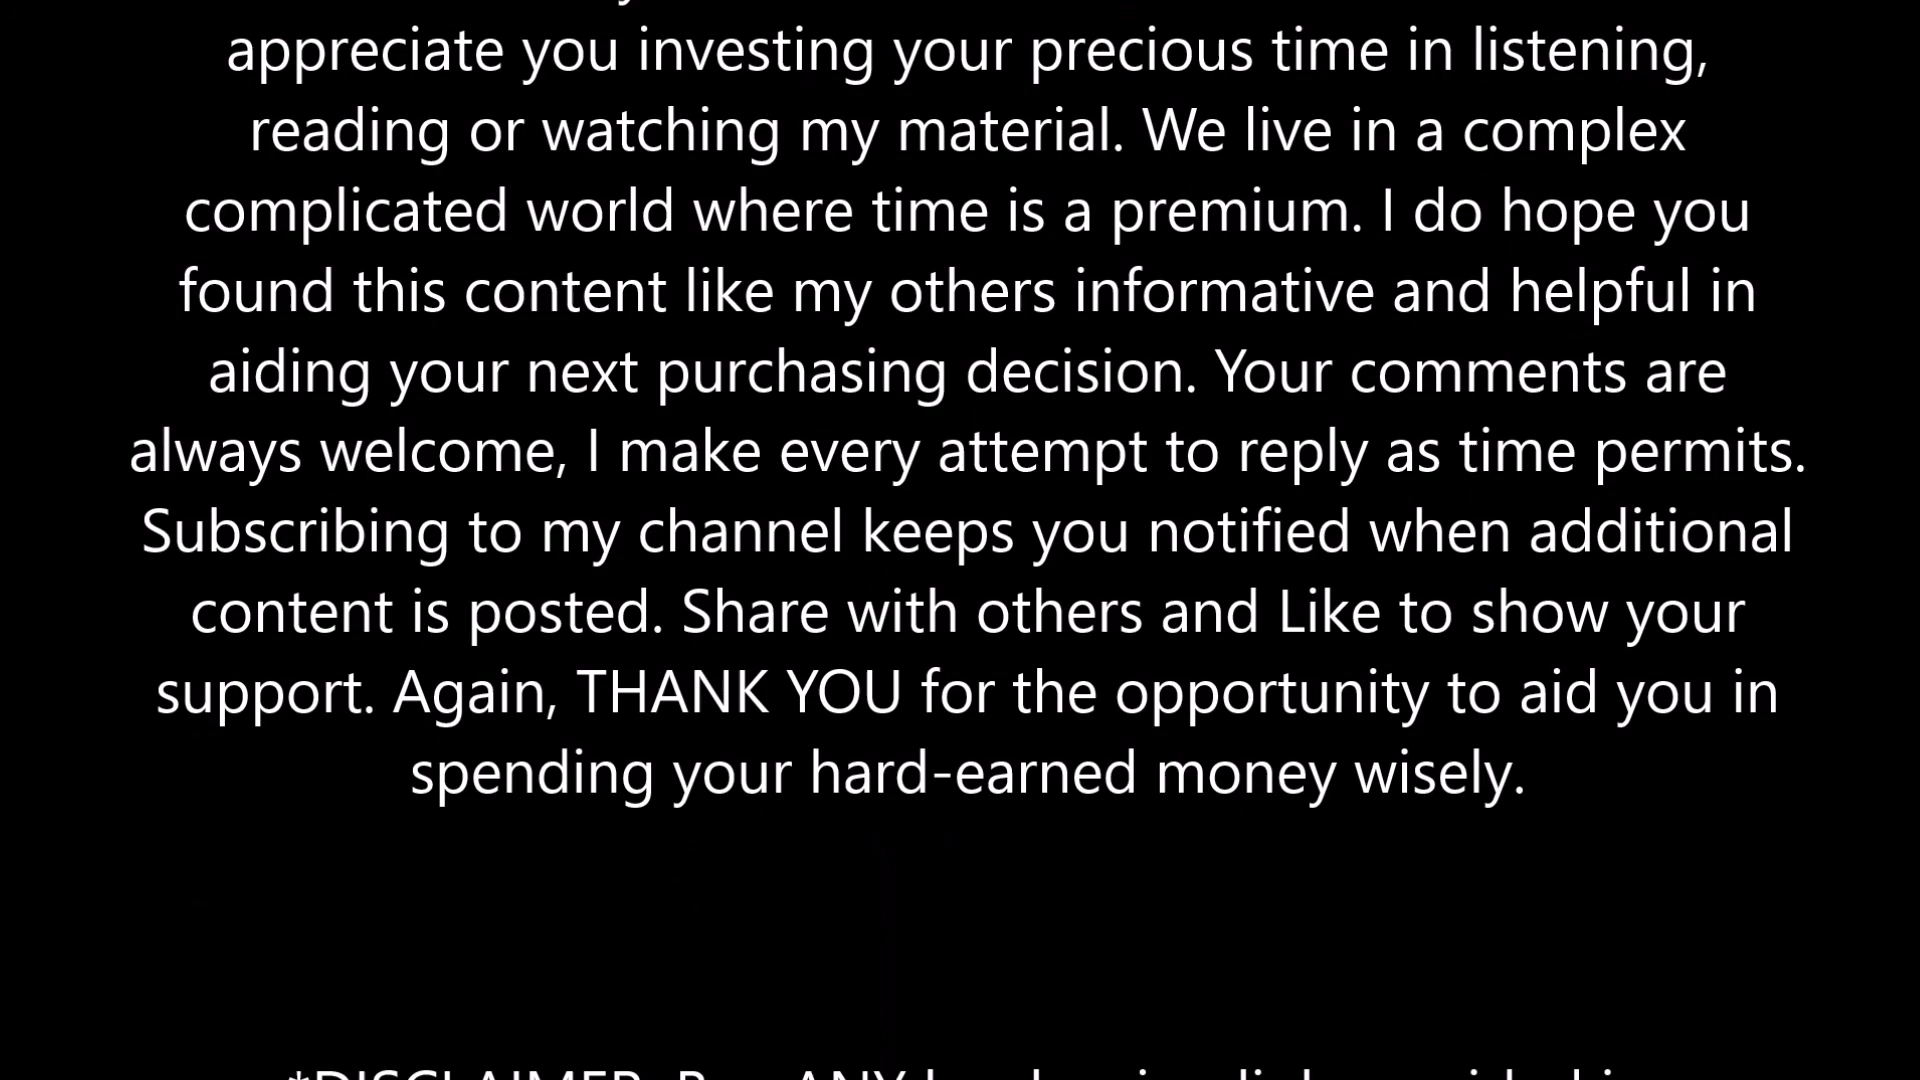 appreciate you investing your precious time in listening,
reading or watching my material. We live in a complex
complicated world where time is a premium. I do hope you
found this content like my others informative and helpful in
aiding your next purchasing decision. Your comments are
always welcome, I make every attempt to reply as time permits.
Subscribing to my channel keeps you notified when additional
content is posted. Share with others and Like to show your
support. Again, THANK YOU for the opportunity to aid you in
spending your hard-earned money wisely.
*DISCLAIMER: ANY